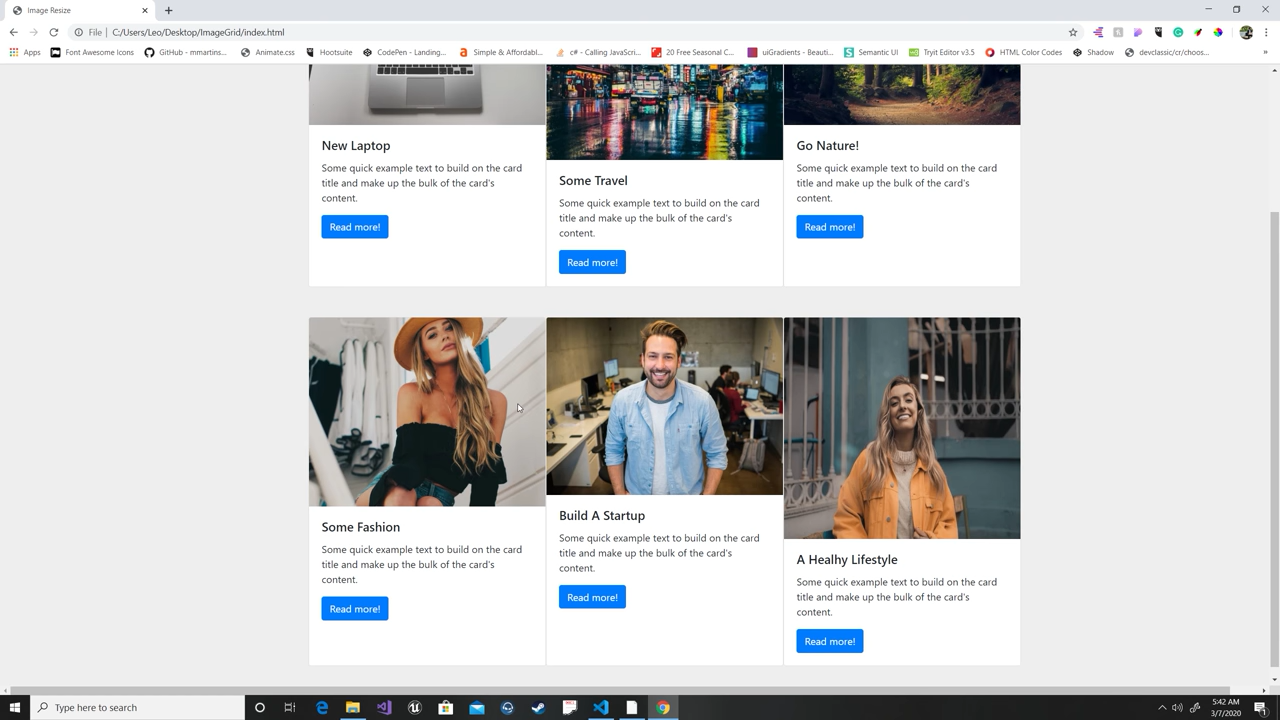 Image Resize
File | C:/Users/Leo/Desktop/ImageGrid/index.html
Apps Font Awesome Icons GitHub - mmartins... Animate.css Hootsuite CodePen - Landing... Simple & Affordabl... c# - Calling JavaScri... 20 Free Seasonal C... uiGradients - Beauti... Semantic UI Tryit Editor v3.5 HTML Color Codes Shadow devclassic/cr/choos... »
New Laptop
Some quick example text to build on the card
title and make up the bulk of the card's
content.
Read more!
Some Travel
Some quick example text to build on the card
title and make up the bulk of the card's
content.
Read more!
Go Nature!
Some quick example text to build on the card
title and make up the bulk of the card's
content.
Read more!
Some Fashion
Some quick example text to build on the card
title and make up the bulk of the card's
content.
Read more!
Build A Startup
Some quick example text to build on the card
title and make up the bulk of the card's
content.
Read more!
A Healhy Lifestyle
Some quick example text to build on the card
title and make up the bulk of the card's
content.
Read more!
Type here to search
5:42 AM
3/7/2020